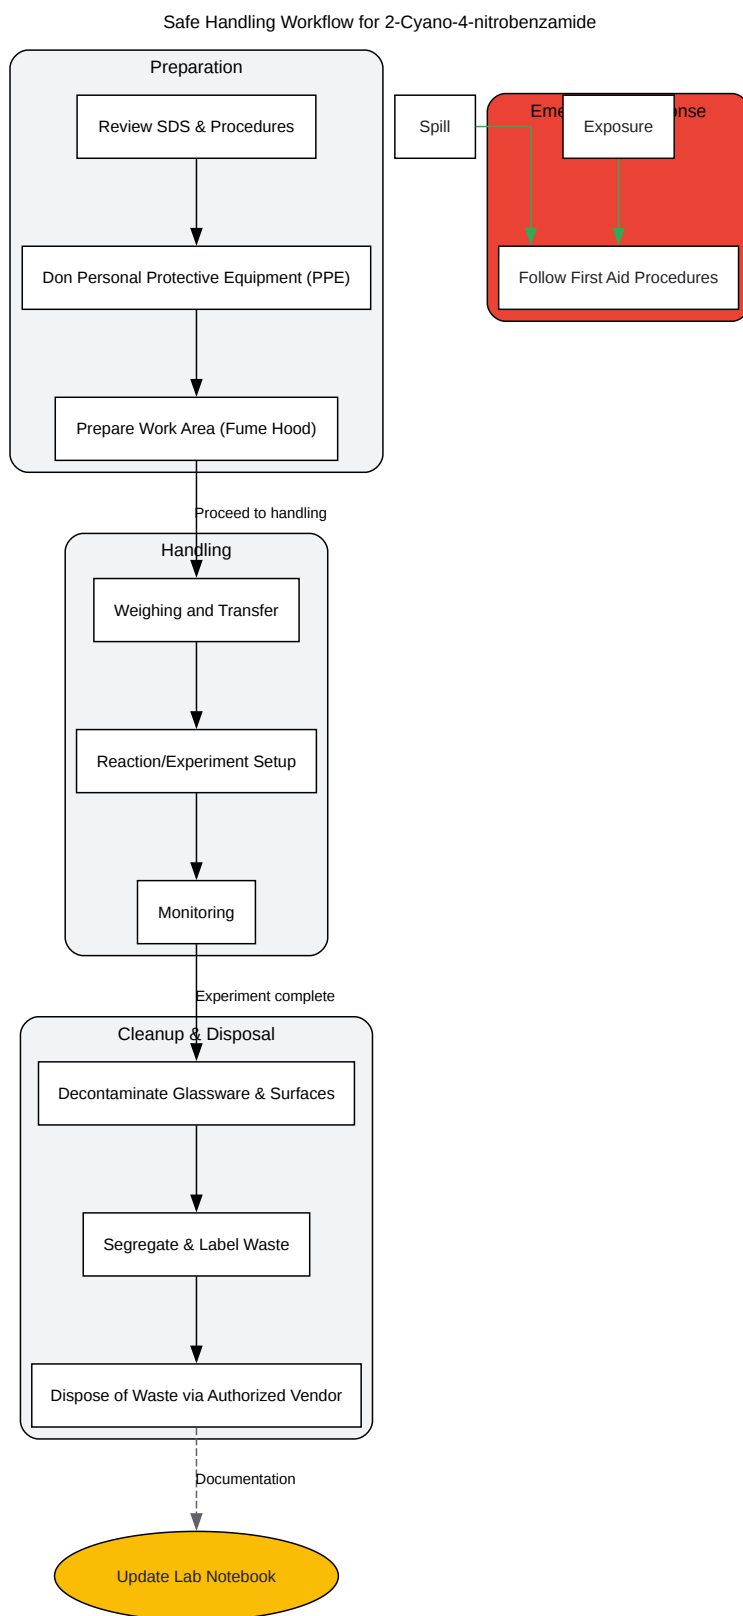 Safe Handling Workflow for 2-Cyano-4-nitrobenzamide
Preparation
Review SDS & Procedures
Don Personal Protective Equipment (PPE)
Prepare Work Area (Fume Hood)
Proceed to handling
Handling
Weighing and Transfer
Reaction/Experiment Setup
Monitoring
Experiment complete
Cleanup & Disposal
Decontaminate Glassware & Surfaces
Segregate & Label Waste
Dispose of Waste via Authorized Vendor
Documentation
Update Lab Notebook
Spill
Exposure
Follow First Aid Procedures